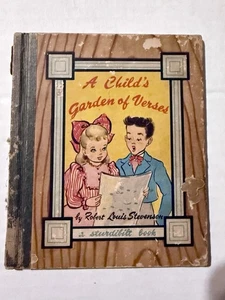 A Child's
Garden of Verses
by Robert Louis Stevenson
a sturdibilt book